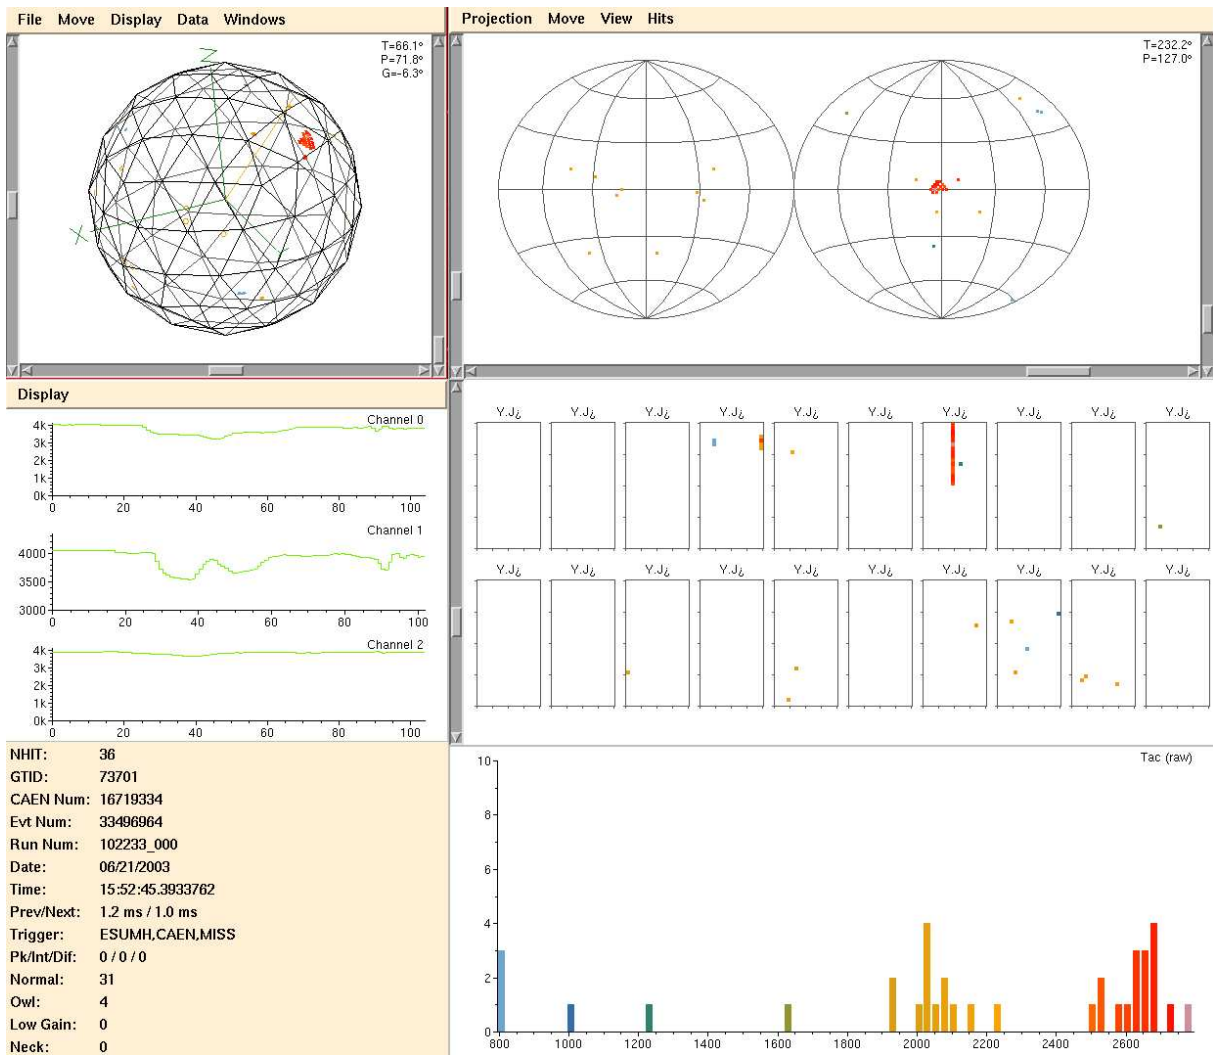 File Move Display Data Windows
T=66.1°
P=71.8°
G=-6.3°
Z
X
Projection Move View Hits
T=232.2°
P=127.0°
Display
Channel 0
4k
3k
2k
1k
0k
0 20 40 60 80 100
Channel 1
4000
3500
3000
0 20 40 60 80 100
Channel 2
4k
3k
2k
1k
0k
0 20 40 60 80 100
Y.J¿ Y.J¿ Y.J¿ Y.J¿ Y.J¿ Y.J¿ Y.J¿ Y.J¿ Y.J¿ Y.J¿
Y.J¿ Y.J¿ Y.J¿ Y.J¿ Y.J¿ Y.J¿ Y.J¿ Y.J¿ Y.J¿ Y.J¿
NHIT: 36
GTID: 73701
CAEN Num: 16719334
Evt Num: 33496964
Run Num: 102233_000
Date: 06/21/2003
Time: 15:52:45.3933762
Prev/Next: 1.2 ms / 1.0 ms
Trigger: ESUMH,CAEN,MISS
Pk/Int/Dif: 0 / 0 / 0
Normal: 31
Owl: 4
Low Gain: 0
Neck: 0
Tac (raw)
10
8
6
4
2
0
800 1000 1200 1400 1600 1800 2000 2200 2400 2600